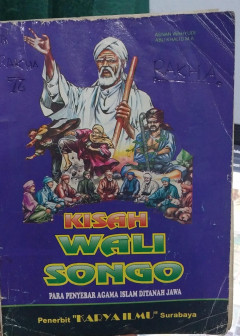 KISAH
WALI
SONGO
PARA PENYEBAR AGAMA ISLAM DITANAH JAWA
Penerbit "KARYA ILMU" Surabaya